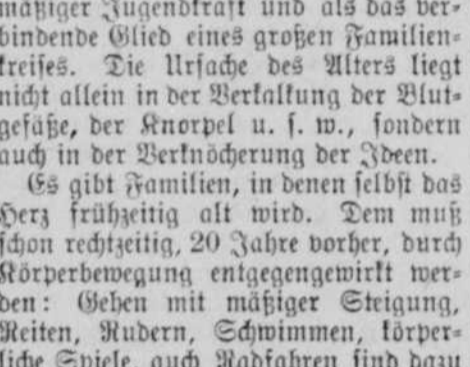 mäßiger Jugendkraft und als das ver-
bindende Glied eines großen Familien-
kreises. Die Ursache des Alters liegt
nicht allein in der Verkalkung der Blut-
gefäße, der Knorpel u. s. w., sondern
auch in der Verknöcherung der Ideen.
Es gibt Familien, in denen selbst das
Herz frühzeitig alt wird. Dem muß
schon rechtzeitig, 20 Jahre vorher, durch
Körperbewegung entgegengewirkt wer-
den: Gehen mit mäßiger Steigung,
Reiten, Rudern, Schwimmen, körper-
liche Spiele, auch Radfahren sind dazu